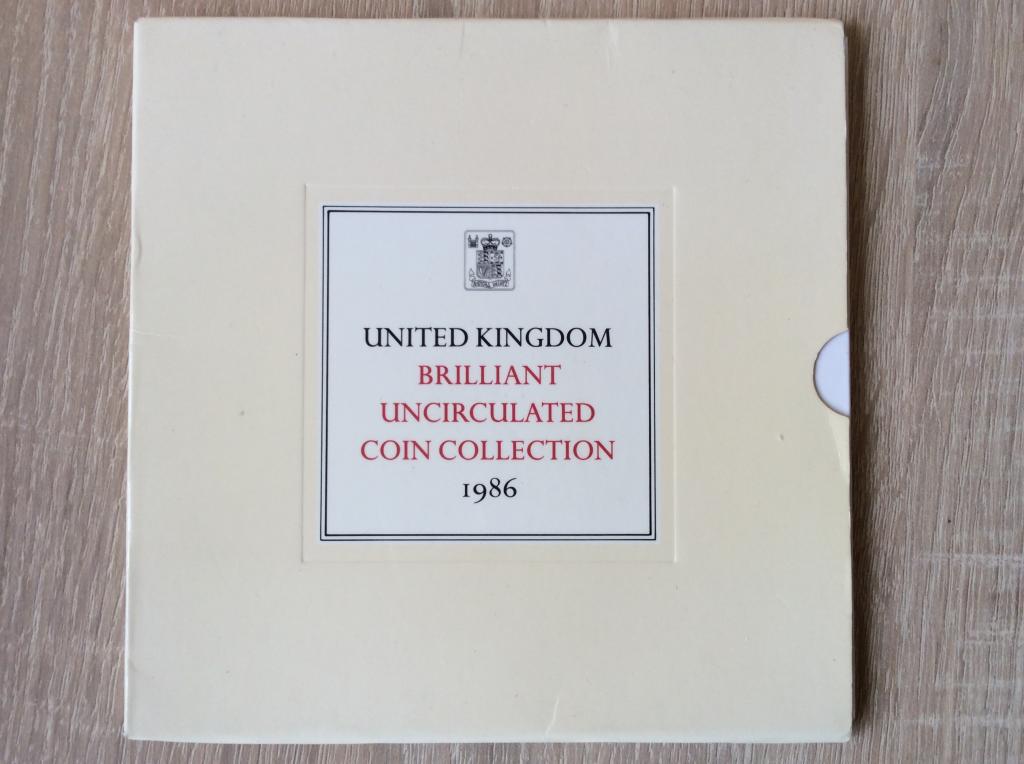 UNITED KINGDOM
BRILLIANT
UNCIRCULATED
COIN COLLECTION
1986